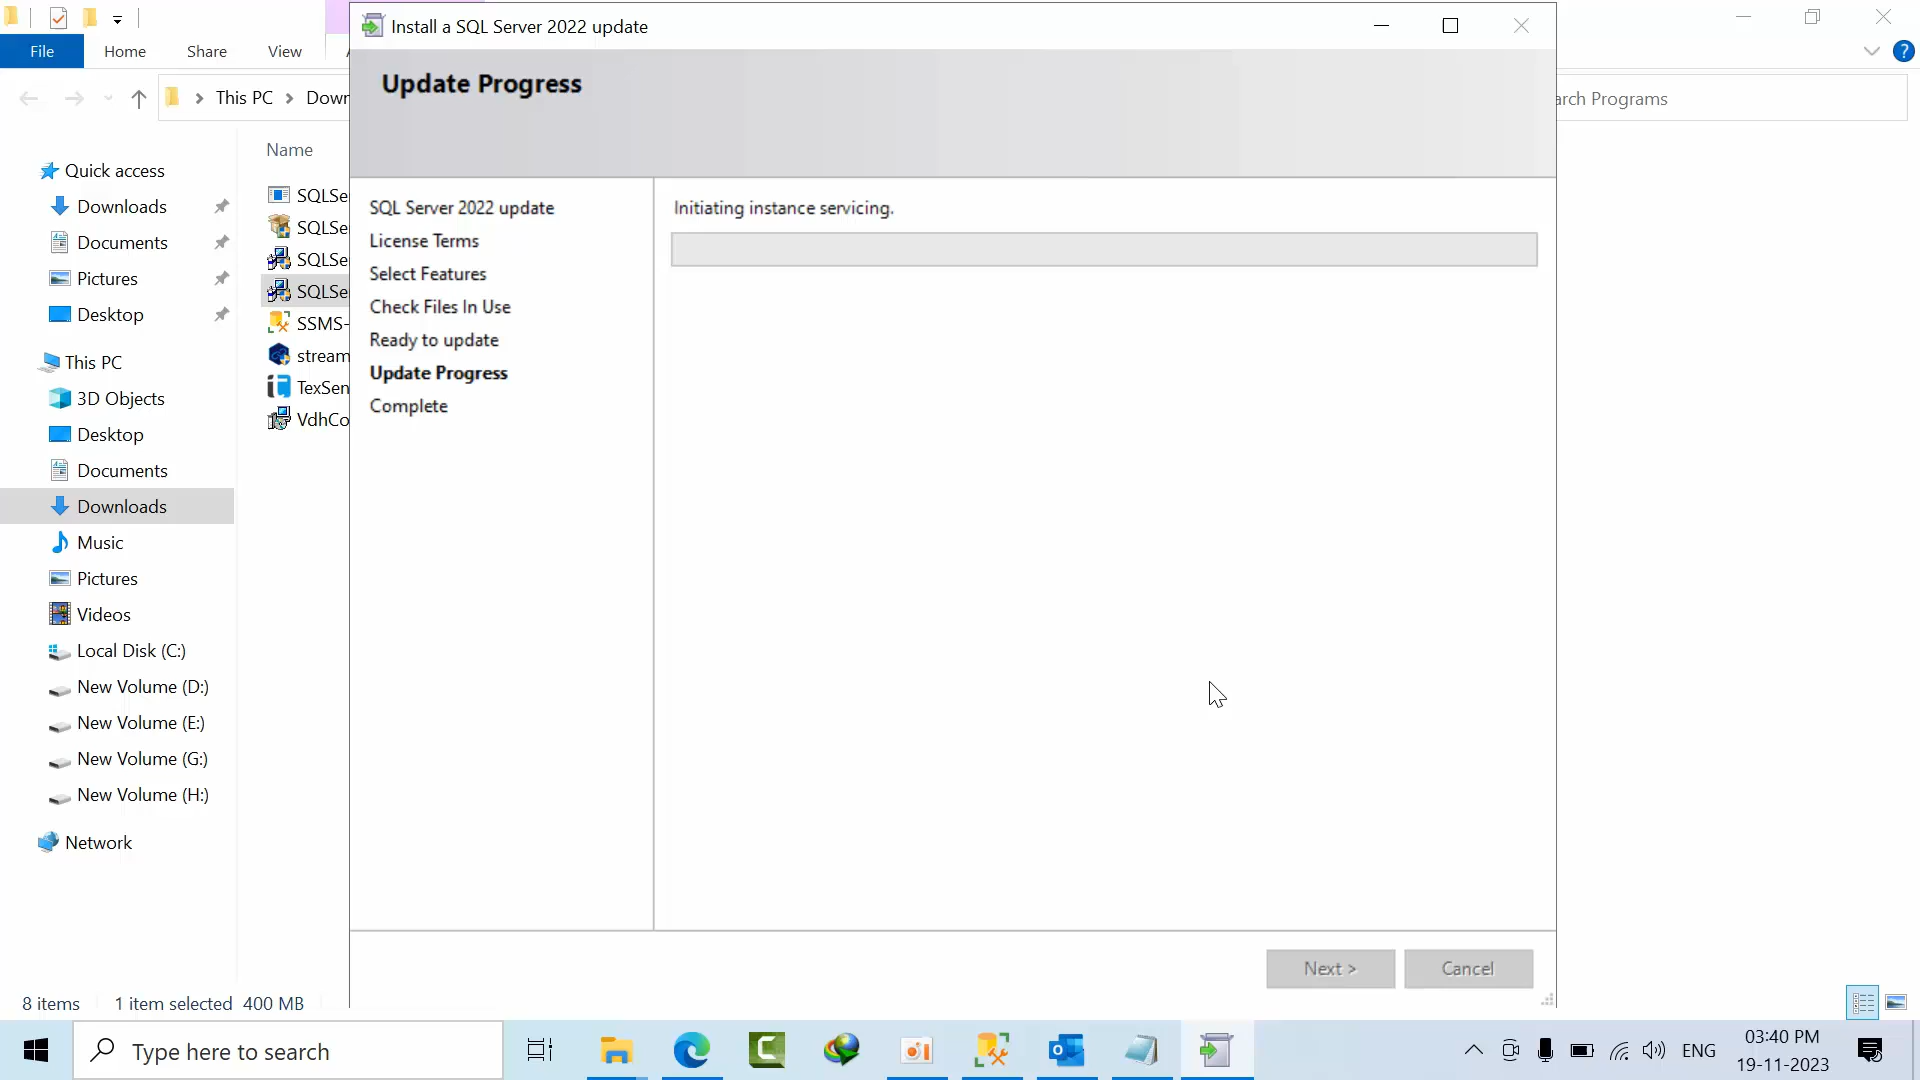 Install a SQL Server 2022 update
File
Home
Share
View
This PC
Down
arch Programs
Update Progress
Name
Quick access
Downloads
Documents
Pictures
Desktop
This PC
3D Objects
Desktop
Documents
Downloads
Music
Pictures
Videos
Local Disk (C:)
New Volume (D:)
New Volume (E:)
New Volume (G:)
New Volume (H:)
Network
SQLSe
SQLSe
SQLSe
SQLSe
SSMS-
stream
TexSen
VdhCo
SQL Server 2022 update
License Terms
Select Features
Check Files In Use
Ready to update
Update Progress
Complete
Initiating instance servicing.
Next >
Cancel
8 items
1 item selected 400 MB
Type here to search
ENG
03:40 PM
19-11-2023